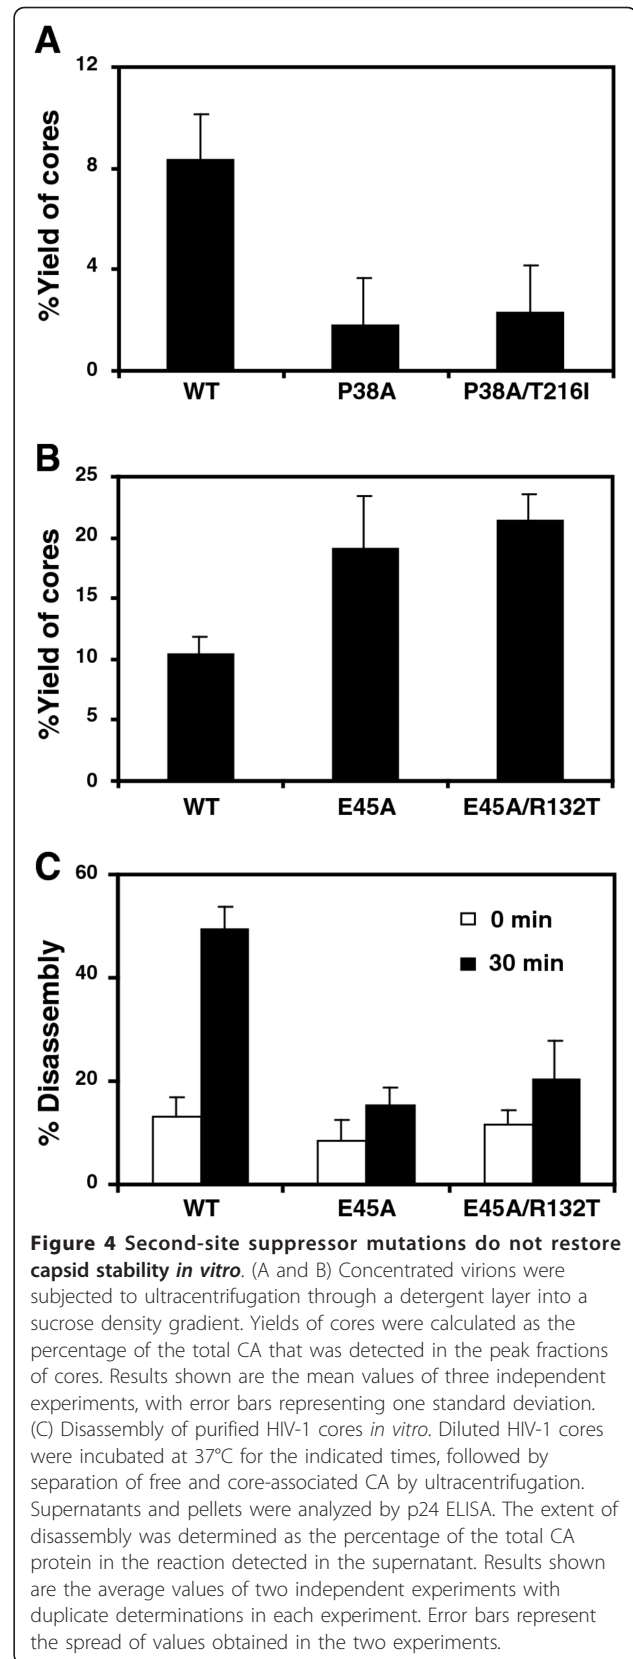 A
12
8
4
0
%Yield of cores
WT P38A P38A/T216I
B
25
20
15
10
5
0
%Yield of cores
WT E45A E45A/R132T
C
60
40
20
0
% Disassembly
0 min
30 min
WT E45A E45A/R132T
Figure 4 Second-site suppressor mutations do not restore
capsid stability in vitro. (A and B) Concentrated virions were
subjected to ultracentrifugation through a detergent layer into a
sucrose density gradient. Yields of cores were calculated as the
percentage of the total CA that was detected in the peak fractions
of cores. Results shown are the mean values of three independent
experiments, with error bars representing one standard deviation.
(C) Disassembly of purified HIV-1 cores in vitro. Diluted HIV-1 cores
were incubated at 37°C for the indicated times, followed by
separation of free and core-associated CA by ultracentrifugation.
Supernatants and pellets were analyzed by p24 ELISA. The extent of
disassembly was determined as the percentage of the total CA
protein in the reaction detected in the supernatant. Results shown
are the average values of two independent experiments with
duplicate determinations in each experiment. Error bars represent
the spread of values obtained in the two experiments.